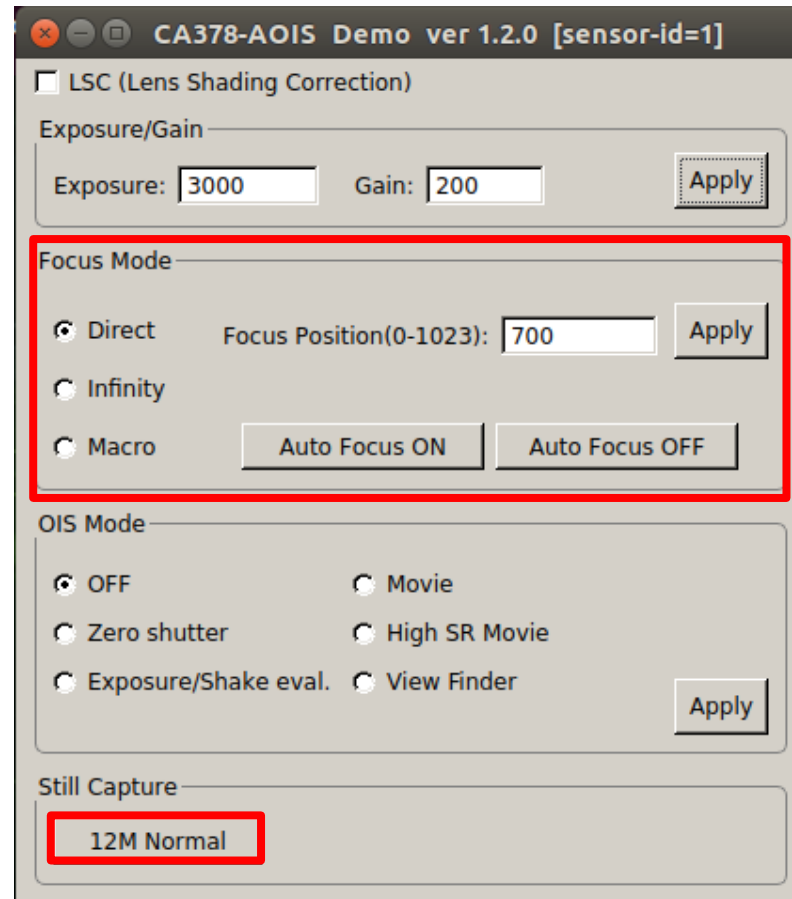 CA378-AOIS Demo ver 1.2.0 [sensor-id=1]
LSC (Lens Shading Correction)
Exposure/Gain
Exposure: 3000 Gain: 200 Apply
Focus Mode
Direct Focus Position(0-1023): 700 Apply
Infinity
Macro Auto Focus ON Auto Focus OFF
OIS Mode
OFF Movie
Zero shutter High SR Movie
Exposure/Shake eval. View Finder
Apply
Still Capture
12M Normal